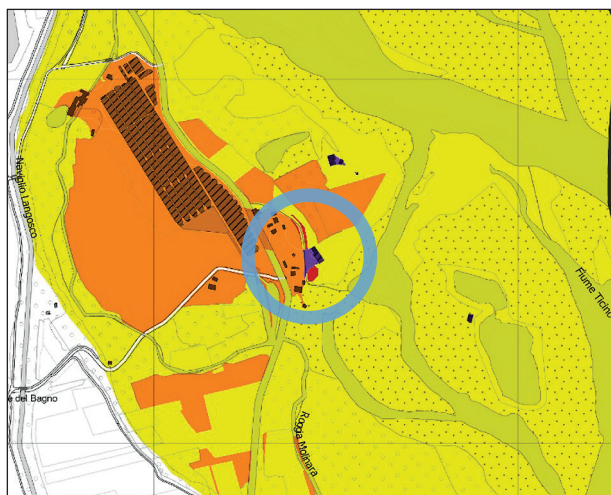 Naviglio Langosco
Fiume Ticino
e del Bagno
Roggia Molinara